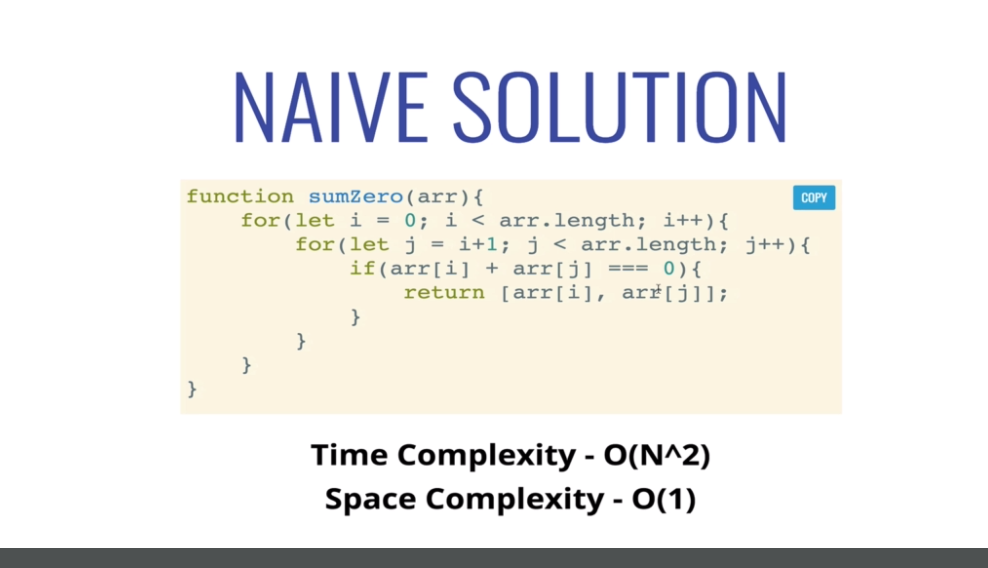 NAIVE SOLUTION
function sumZero(arr){
COPY
    for(let i = 0; i < arr.length; i++){
        for(let j = i+1; j < arr.length; j++){
            if(arr[i] + arr[j] === 0){
                return [arr[i], arr[j]];
            }
        }
    }
}
Time Complexity - O(N^2)
Space Complexity - O(1)